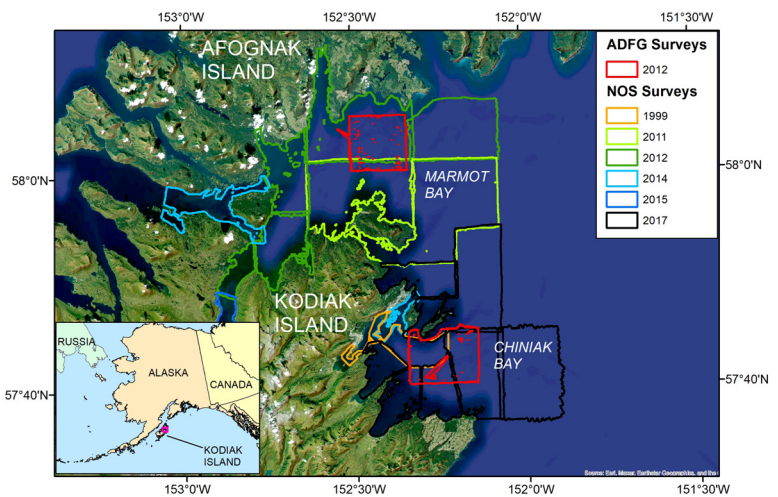 153°0'W 152°30'W 152°0'W 151°30'W
AFOGNAK
ISLAND
ADFG Surveys
2012
NOS Surveys
1999
2011
2012
2014
2015
2017
58°0'N
58°0'N
MARMOT
BAY
KODIAK
ISLAND
CHINIAK
BAY
57°40'N
57°40'N
RUSSIA
ALASKA
CANADA
KODIAK
ISLAND
Source: Esri, Maxar, Earthstar Geographics, and the
153°0'W 152°30'W 152°0'W 151°30'W